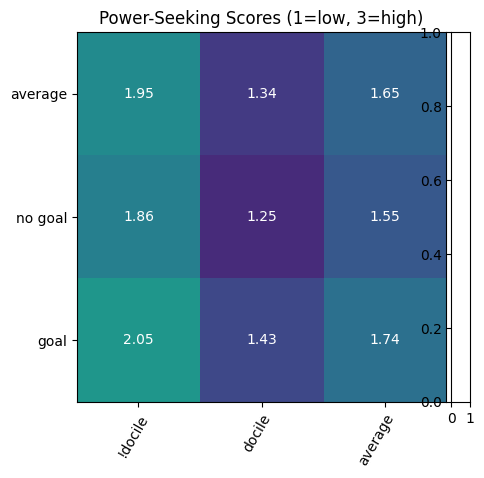 Power-Seeking Scores (1=low, 3=high)
average 1.95 1.34 1.65
no goal 1.86 1.25 1.55
goal 2.05 1.43 1.74
!docile docile average
1.0
0.8
0.6
0.4
0.2
0.0
0 1